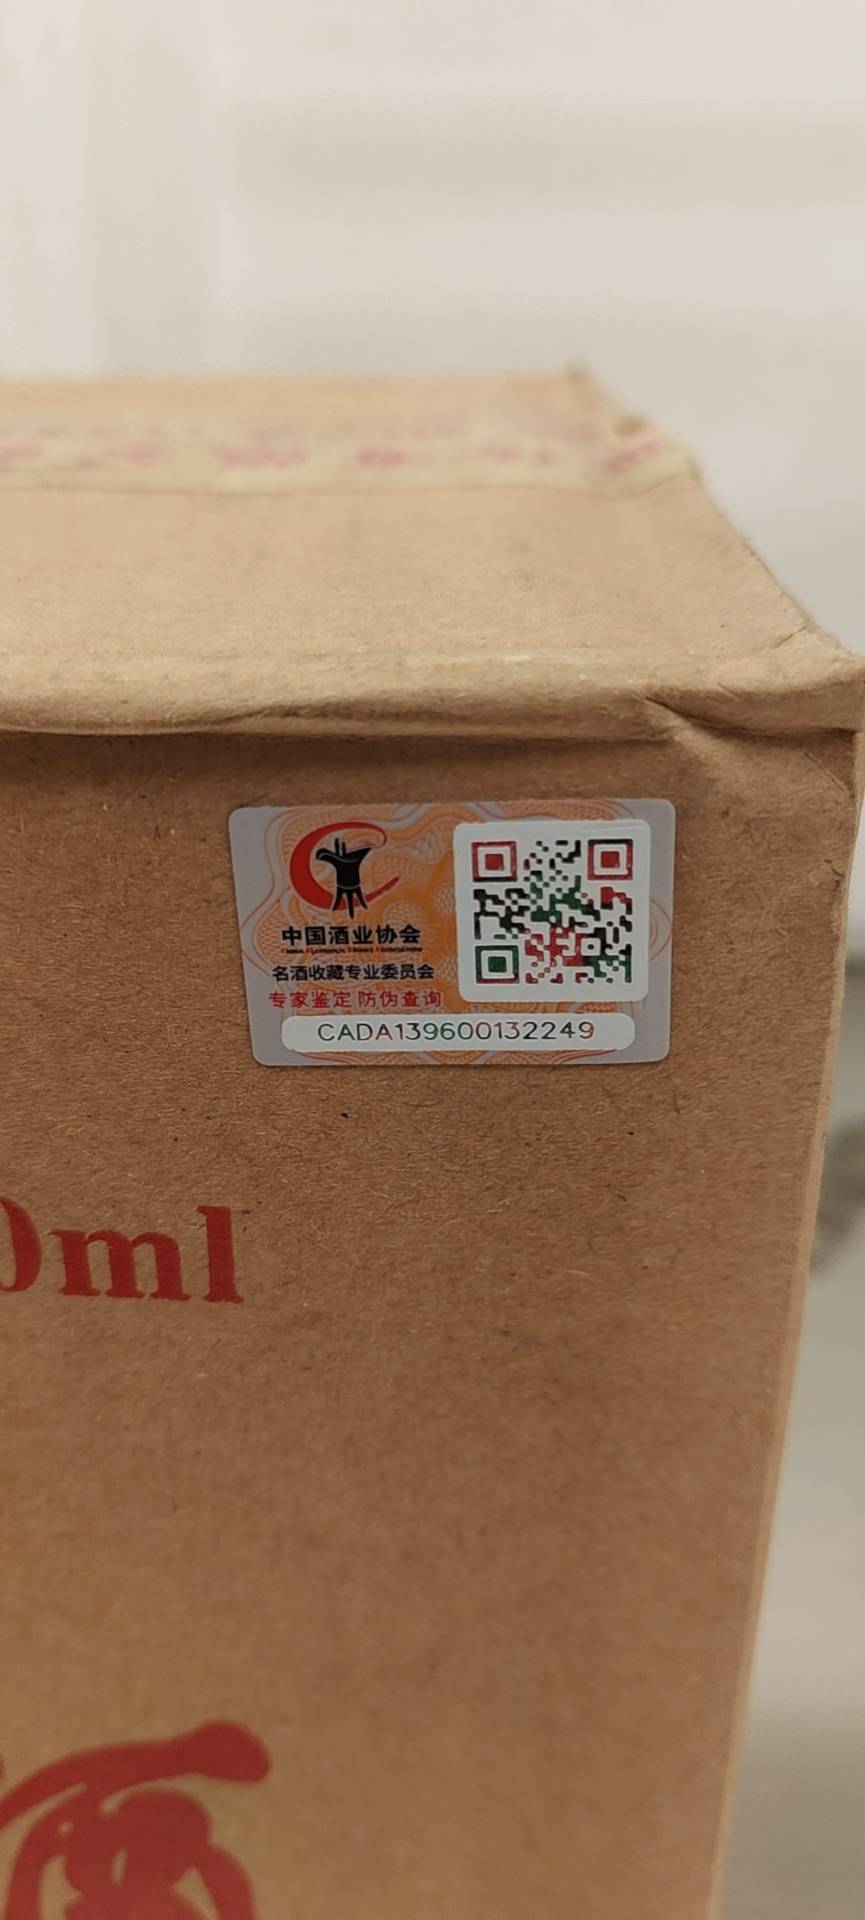 中国酒业协会
名酒收藏专业委员会
专家鉴定 防伪查询
CADA139600132249
0ml
酒